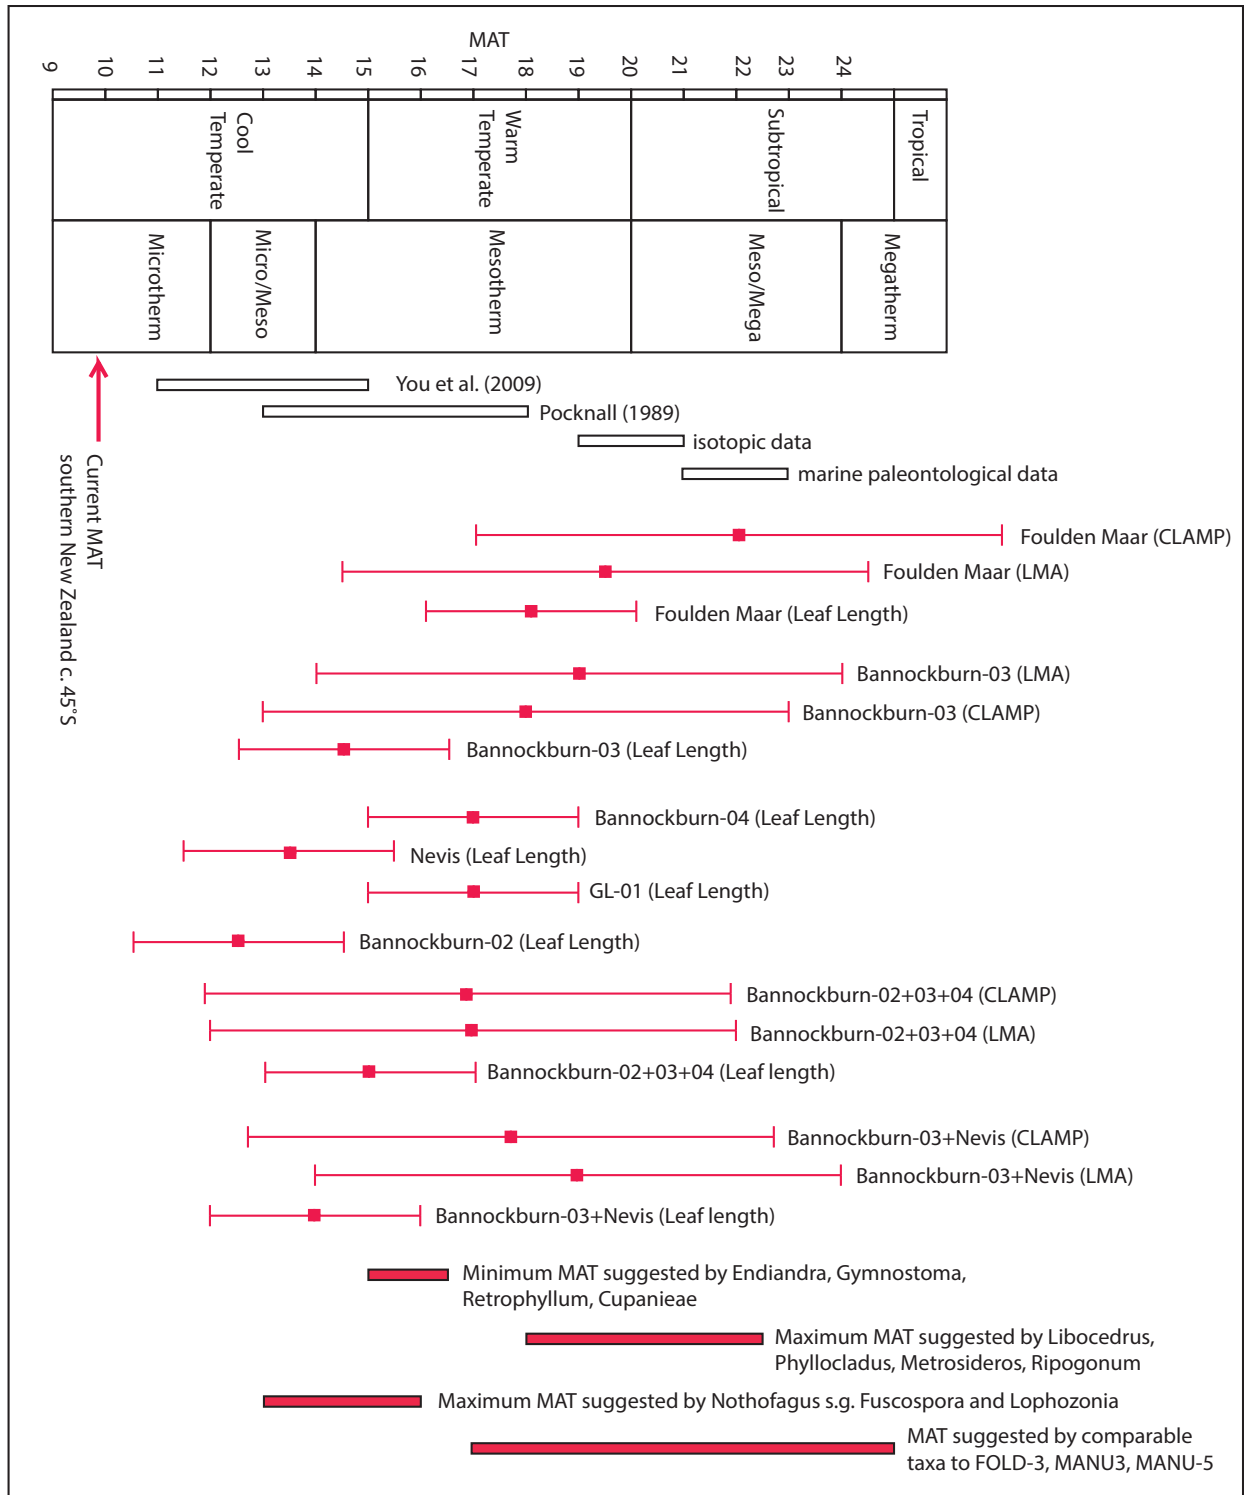 MAT
9 10 11 12 13 14 15 16 17 18 19 20 21 22 23 24
Cool
Temperate
Warm
Temperate
Subtropical
Tropical
Microtherm
Micro/Meso
Mesotherm
Meso/Mega
Megatherm
Current MAT
southern New Zealand c. 45°S
You et al. (2009)
Pocknall (1989)
isotopic data
marine paleontological data
Foulden Maar (CLAMP)
Foulden Maar (LMA)
Foulden Maar (Leaf Length)
Bannockburn-03 (LMA)
Bannockburn-03 (CLAMP)
Bannockburn-03 (Leaf Length)
Bannockburn-04 (Leaf Length)
Nevis (Leaf Length)
GL-01 (Leaf Length)
Bannockburn-02 (Leaf Length)
Bannockburn-02+03+04 (CLAMP)
Bannockburn-02+03+04 (LMA)
Bannockburn-02+03+04 (Leaf length)
Bannockburn-03+Nevis (CLAMP)
Bannockburn-03+Nevis (LMA)
Bannockburn-03+Nevis (Leaf length)
Minimum MAT suggested by Endiandra, Gymnostoma,
Retrophyllum, Cupanieae
Maximum MAT suggested by Libocedrus,
Phyllocladus, Metrosideros, Ripogonum
Maximum MAT suggested by Nothofagus s.g. Fuscospora and Lophozonia
MAT suggested by comparable
taxa to FOLD-3, MANU3, MANU-5